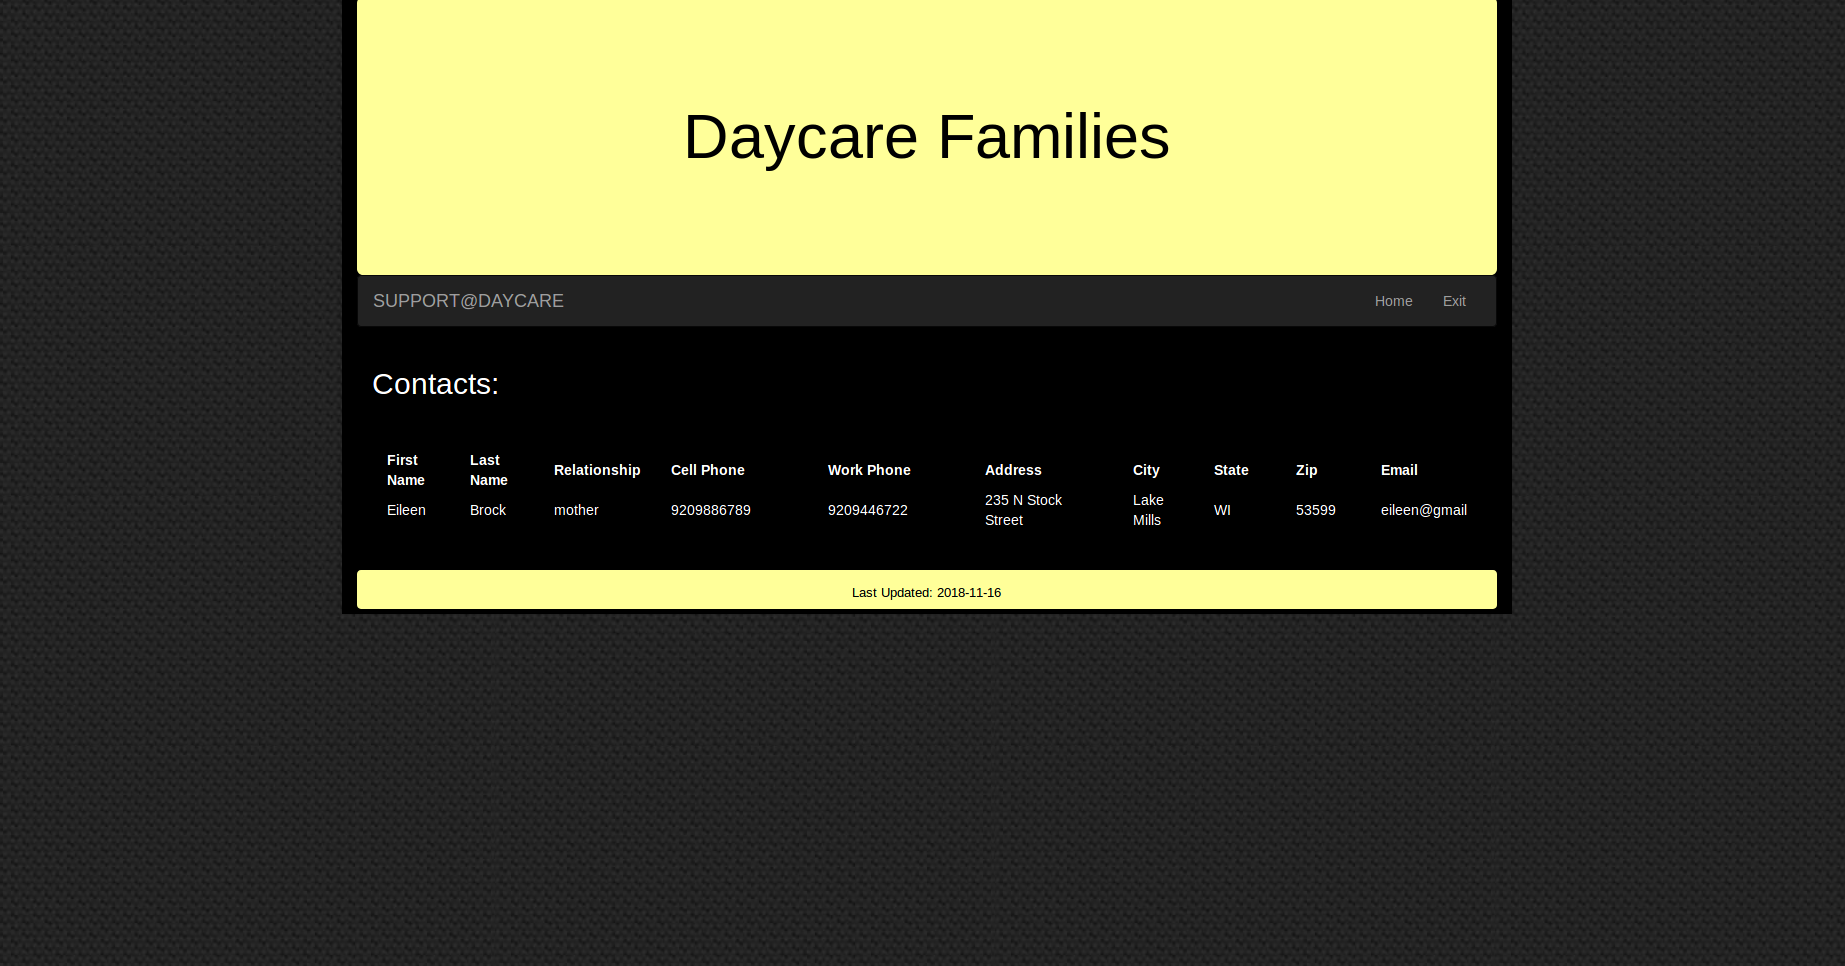 Daycare Families
SUPPORT@DAYCARE Home Exit
Contacts:
First Name Last Name Relationship Cell Phone Work Phone Address City State Zip Email
Eileen Brock mother 9209886789 9209446722 235 N Stock Street Lake Mills WI 53599 eileen@gmail
Last Updated: 2018-11-16